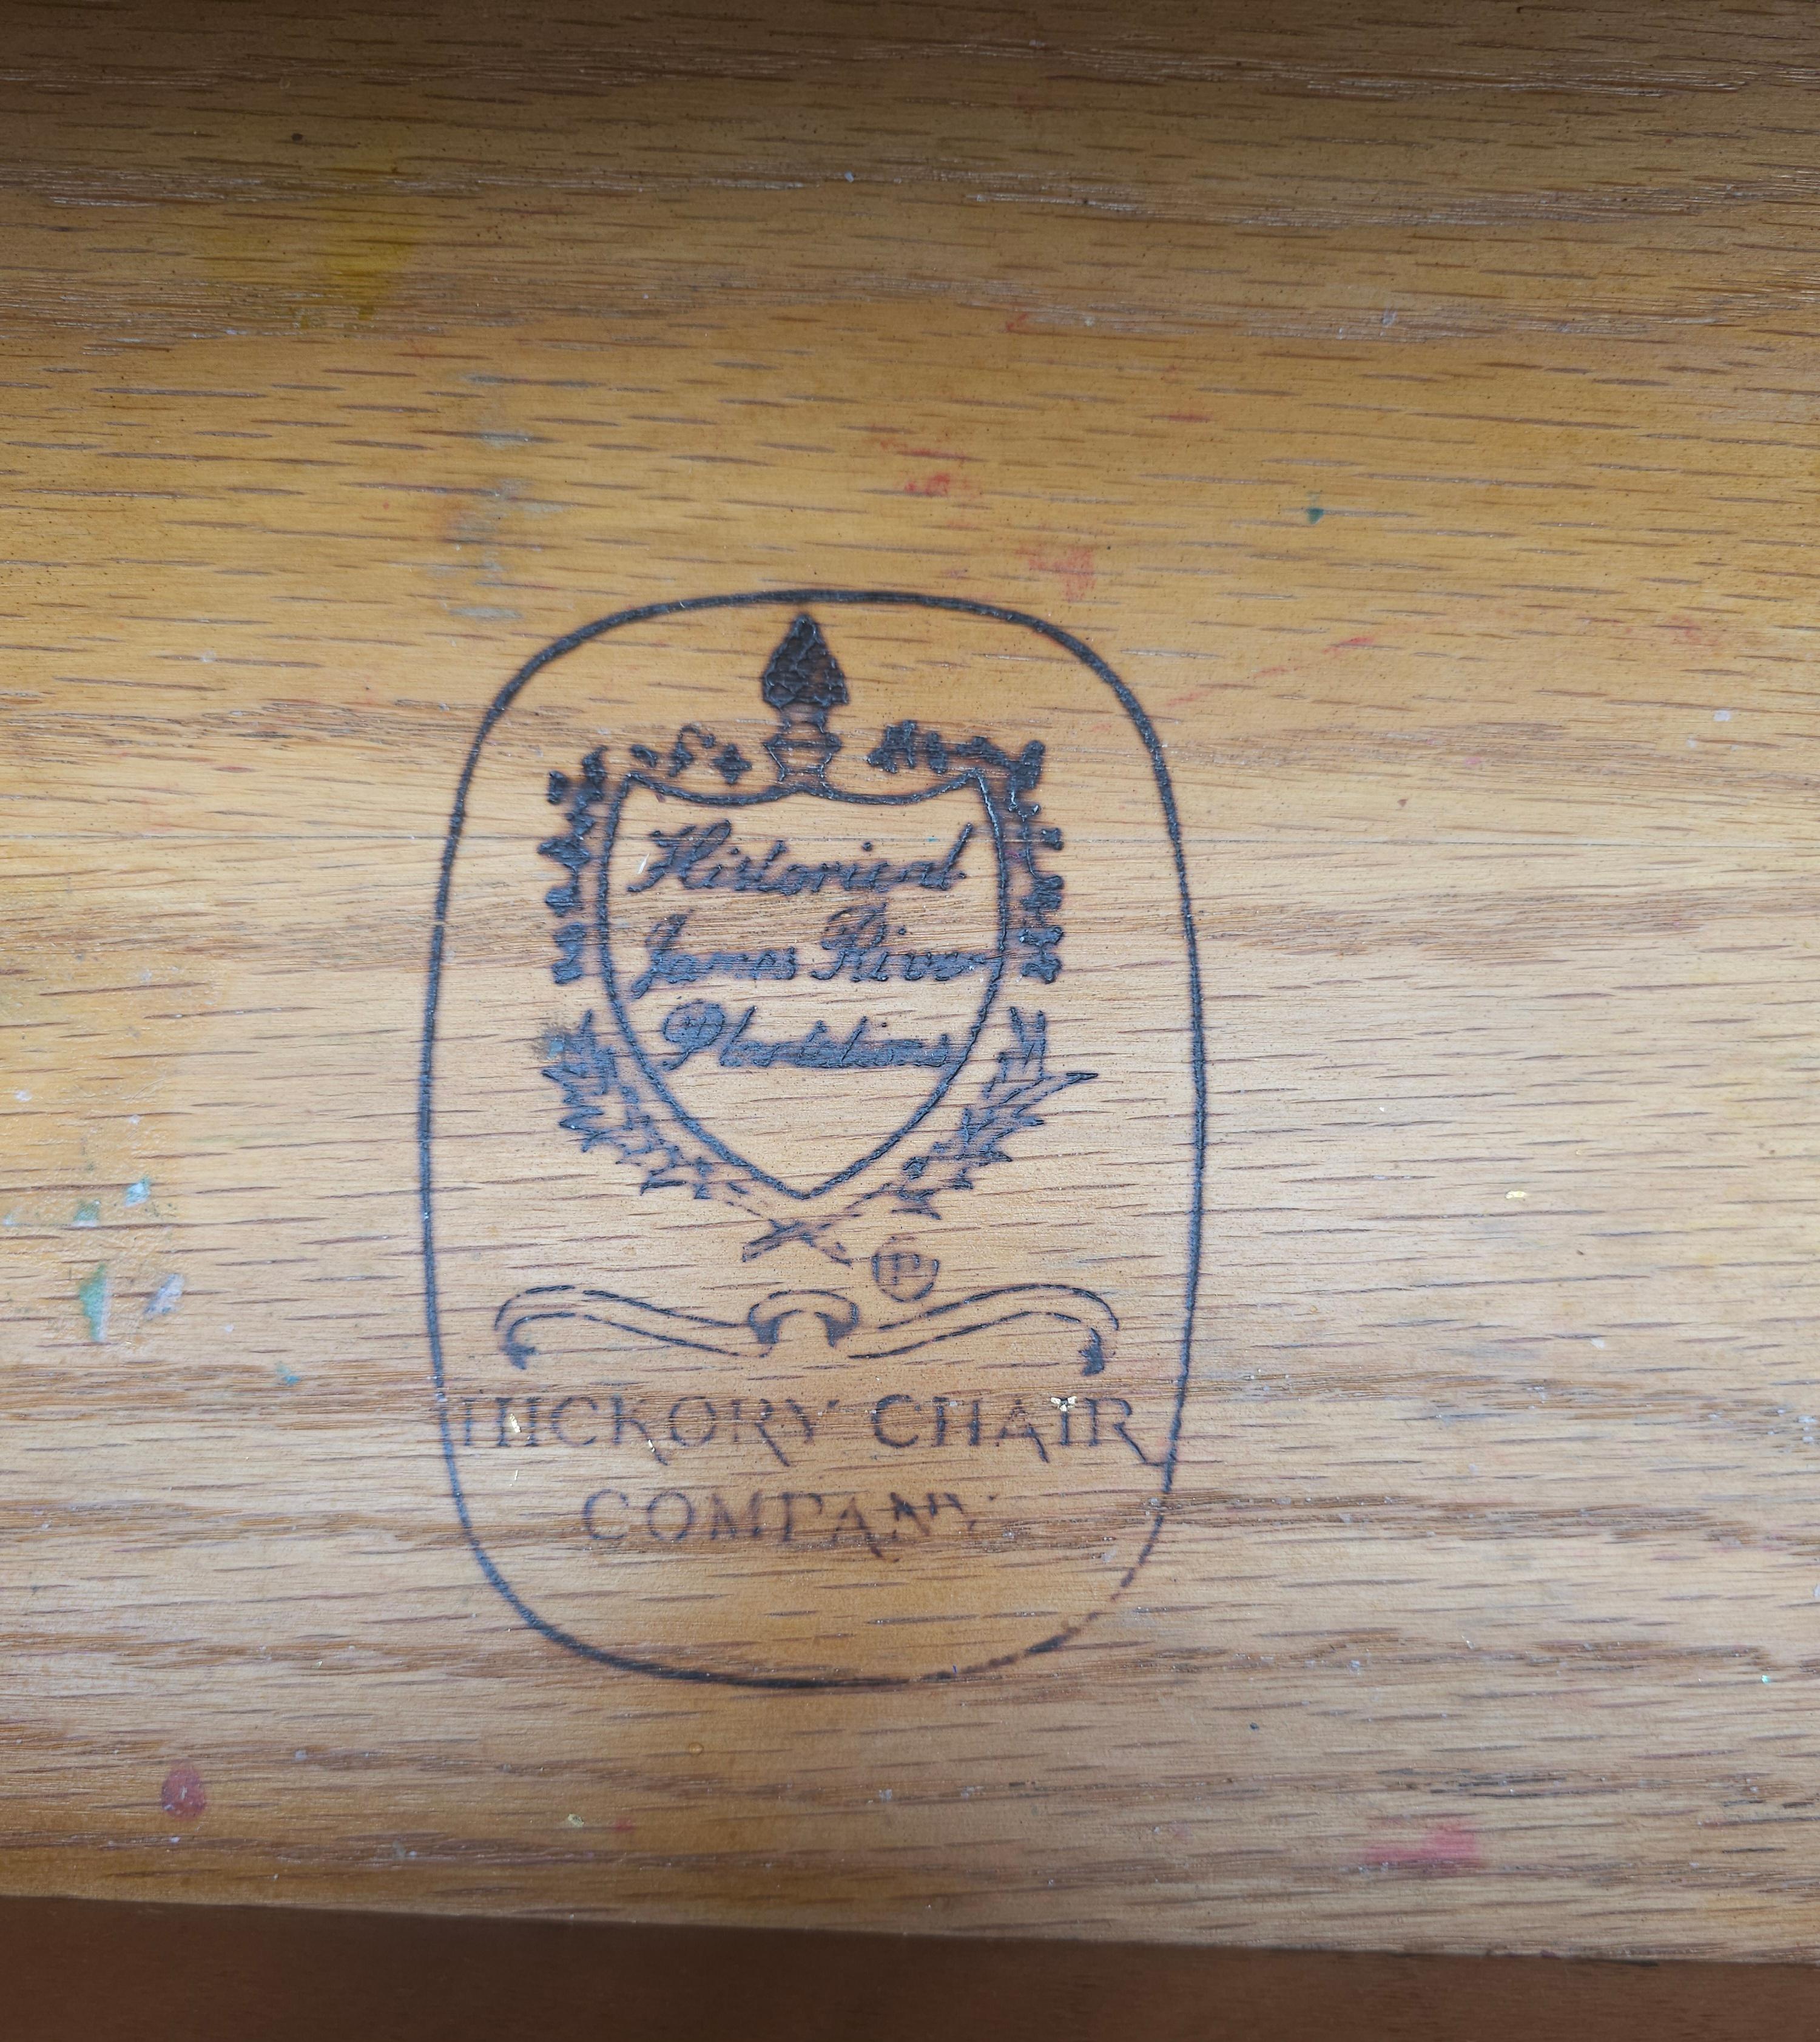 Historical
James River
Plantations
®
HICKORY CHAIR
COMPANY